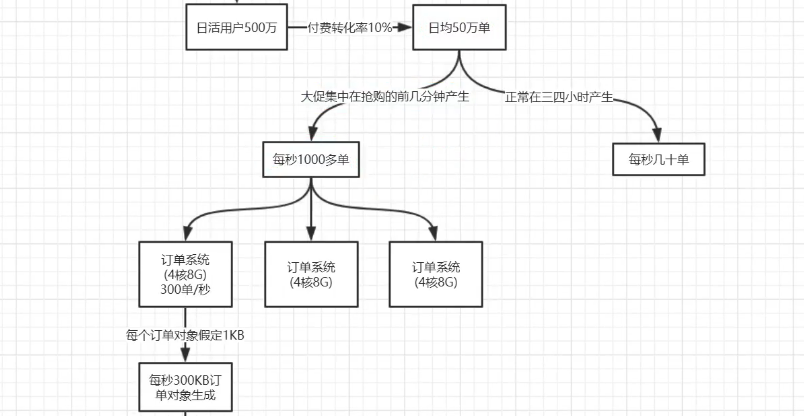 日活用户500万
付费转化率10%
日均50万单
大促集中在抢购的前几分钟产生
正常在三四小时产生
每秒1000多单
每秒几十单
订单系统
(4核8G)
300单/秒
订单系统
(4核8G)
订单系统
(4核8G)
每个订单对象假定1KB
每秒300KB订
单对象生成